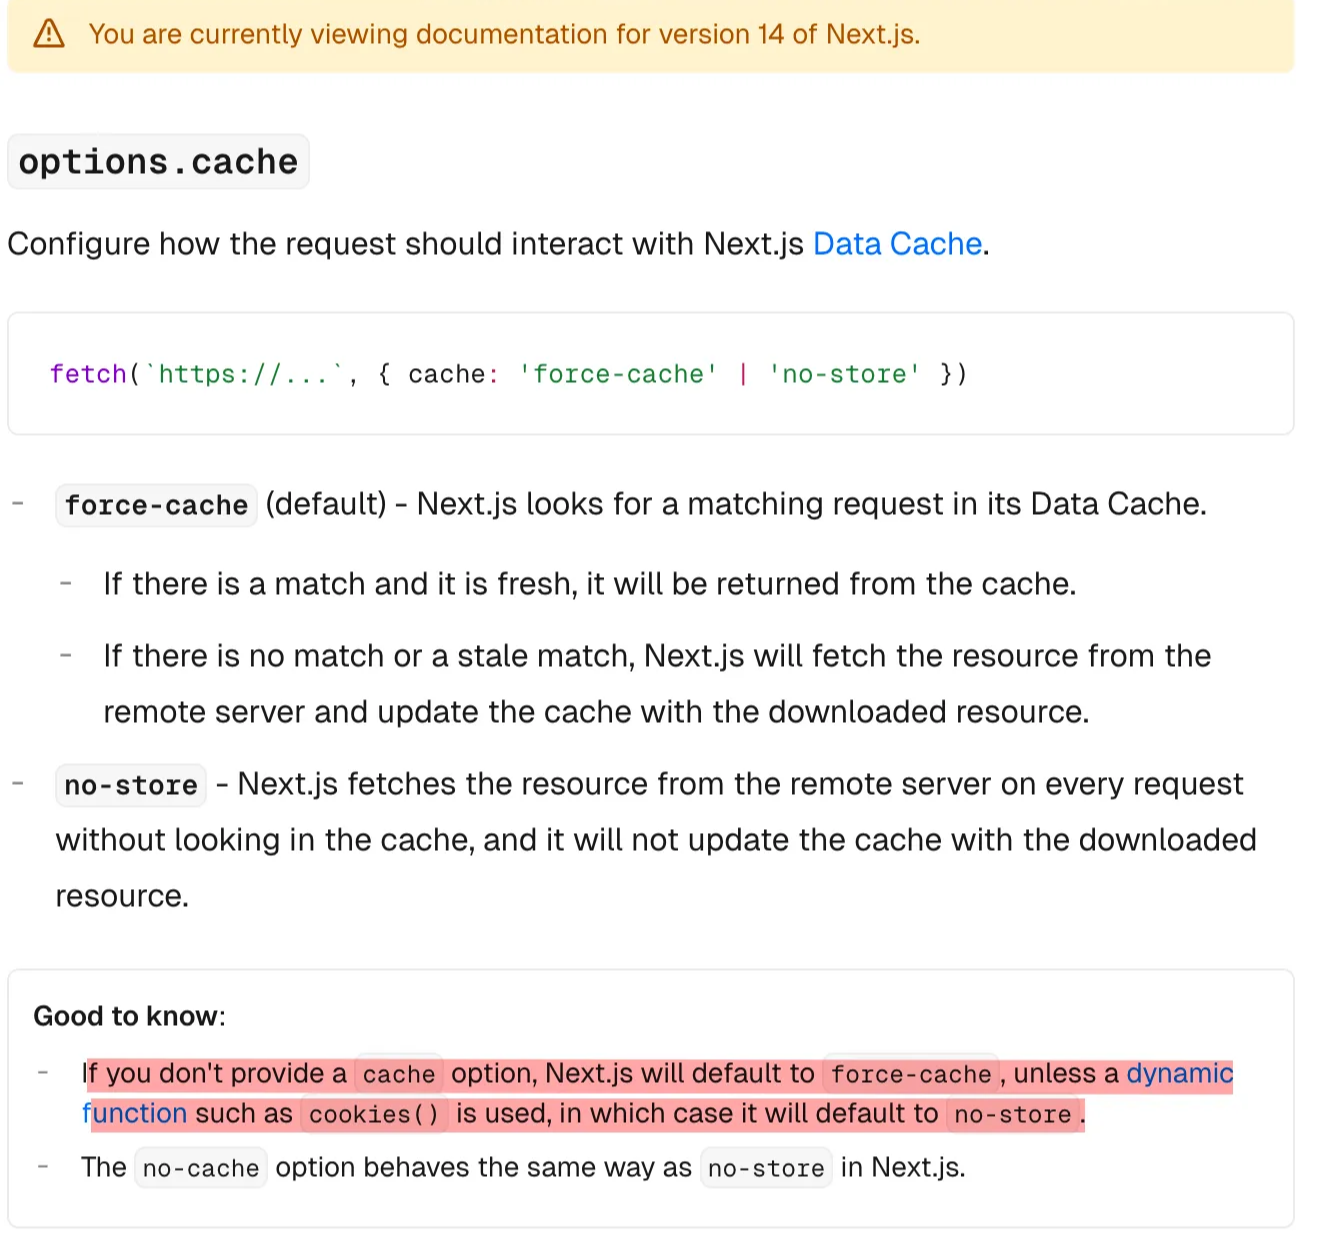 You are currently viewing documentation for version 14 of Next.js.
options.cache
Configure how the request should interact with Next.js Data Cache.
fetch(`https://...`, { cache: 'force-cache' | 'no-store' })
- force-cache (default) - Next.js looks for a matching request in its Data Cache.
- If there is a match and it is fresh, it will be returned from the cache.
- If there is no match or a stale match, Next.js will fetch the resource from the
remote server and update the cache with the downloaded resource.
- no-store - Next.js fetches the resource from the remote server on every request
without looking in the cache, and it will not update the cache with the downloaded
resource.
Good to know:
- If you don't provide a cache option, Next.js will default to force-cache, unless a dynamic
function such as cookies() is used, in which case it will default to no-store.
- The no-cache option behaves the same way as no-store in Next.js.